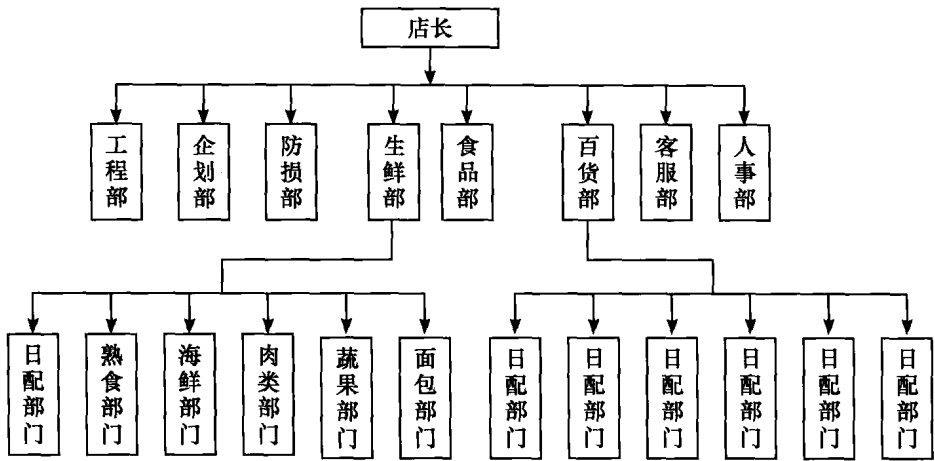 店长
工程部
企划部
防损部
生鲜部
食品部
百货部
客服部
人事部
日配部门
熟食部门
海鲜部门
肉类部门
蔬果部门
面包部门
日配部门
日配部门
日配部门
日配部门
日配部门
日配部门